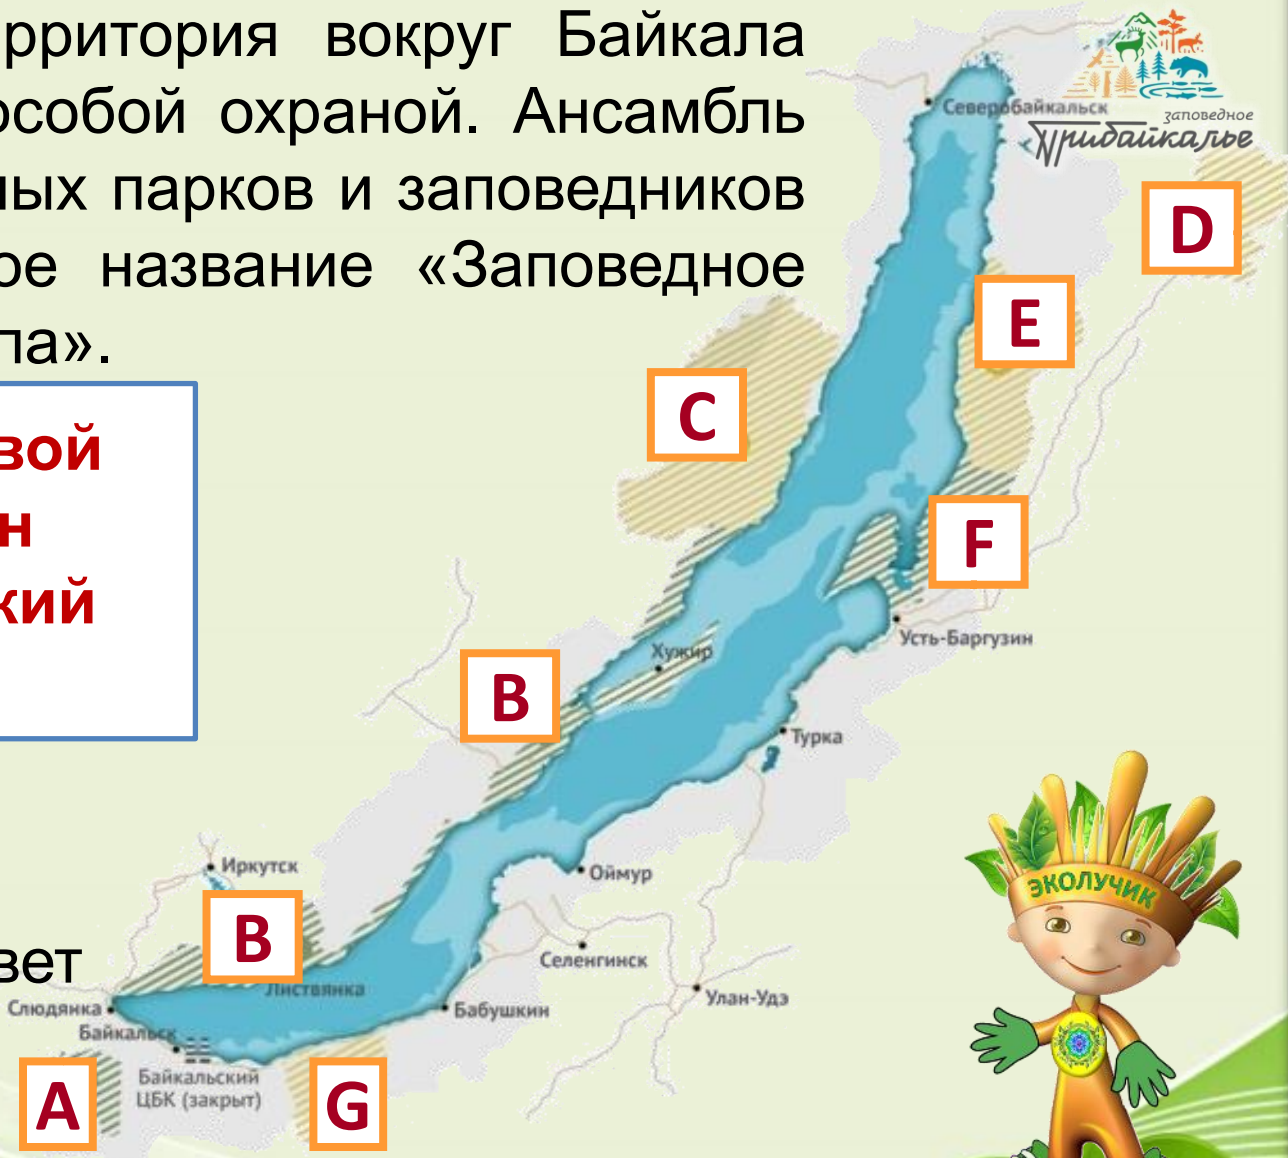 рритория вокруг Байкала
особой охраной. Ансамбль
ных парков и заповедников
ое название «Заповедное
па».
вой
н
кий
вет
заповедное
прибайкалье
Северобайкальск
D
E
C
F
Усть-Баргузин
Хужир
B
Турка
Иркутск
Оймур
B
Листвянка
Селенгинск
Улан-Удэ
Слюдянка
Бабушкин
Байкальск
Байкальский
ЦБК (закрыт)
A
G
ЭКОЛУЧИК